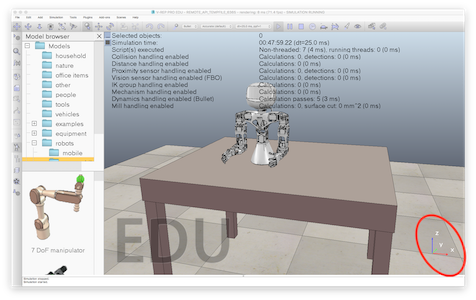 Model browser
Models
household
nature
office items
other
people
tools
vehicles
examples
equipment
robots
mobile
7 DoF manipulator
Selected objects: 0
Simulation time: 00:47:59.22 (dt=25.0 ms)
Script(s) executed Non-threaded: 7 (4 ms), running threads: 0 (0 ms)
Collision handling enabled Calculations: 0, detections: 0 (0 ms)
Distance handling enabled Calculations: 0 (0 ms)
Proximity sensor handling enabled Calculations: 0, detections: 0 (0 ms)
Vision sensor handling enabled (FBO) Calculations: 0, detections: 0 (0 ms)
IK group handling enabled Calculations: 0 (0 ms)
Mechanism handling enabled Calculations: 0 (0 ms)
Dynamics handling enabled (Bullet) Calculation passes: 5 (3 ms)
Mill handling enabled Calculations: 0, surface cut: 0 mm^2 (0 ms)
EDU
Z
Y
X